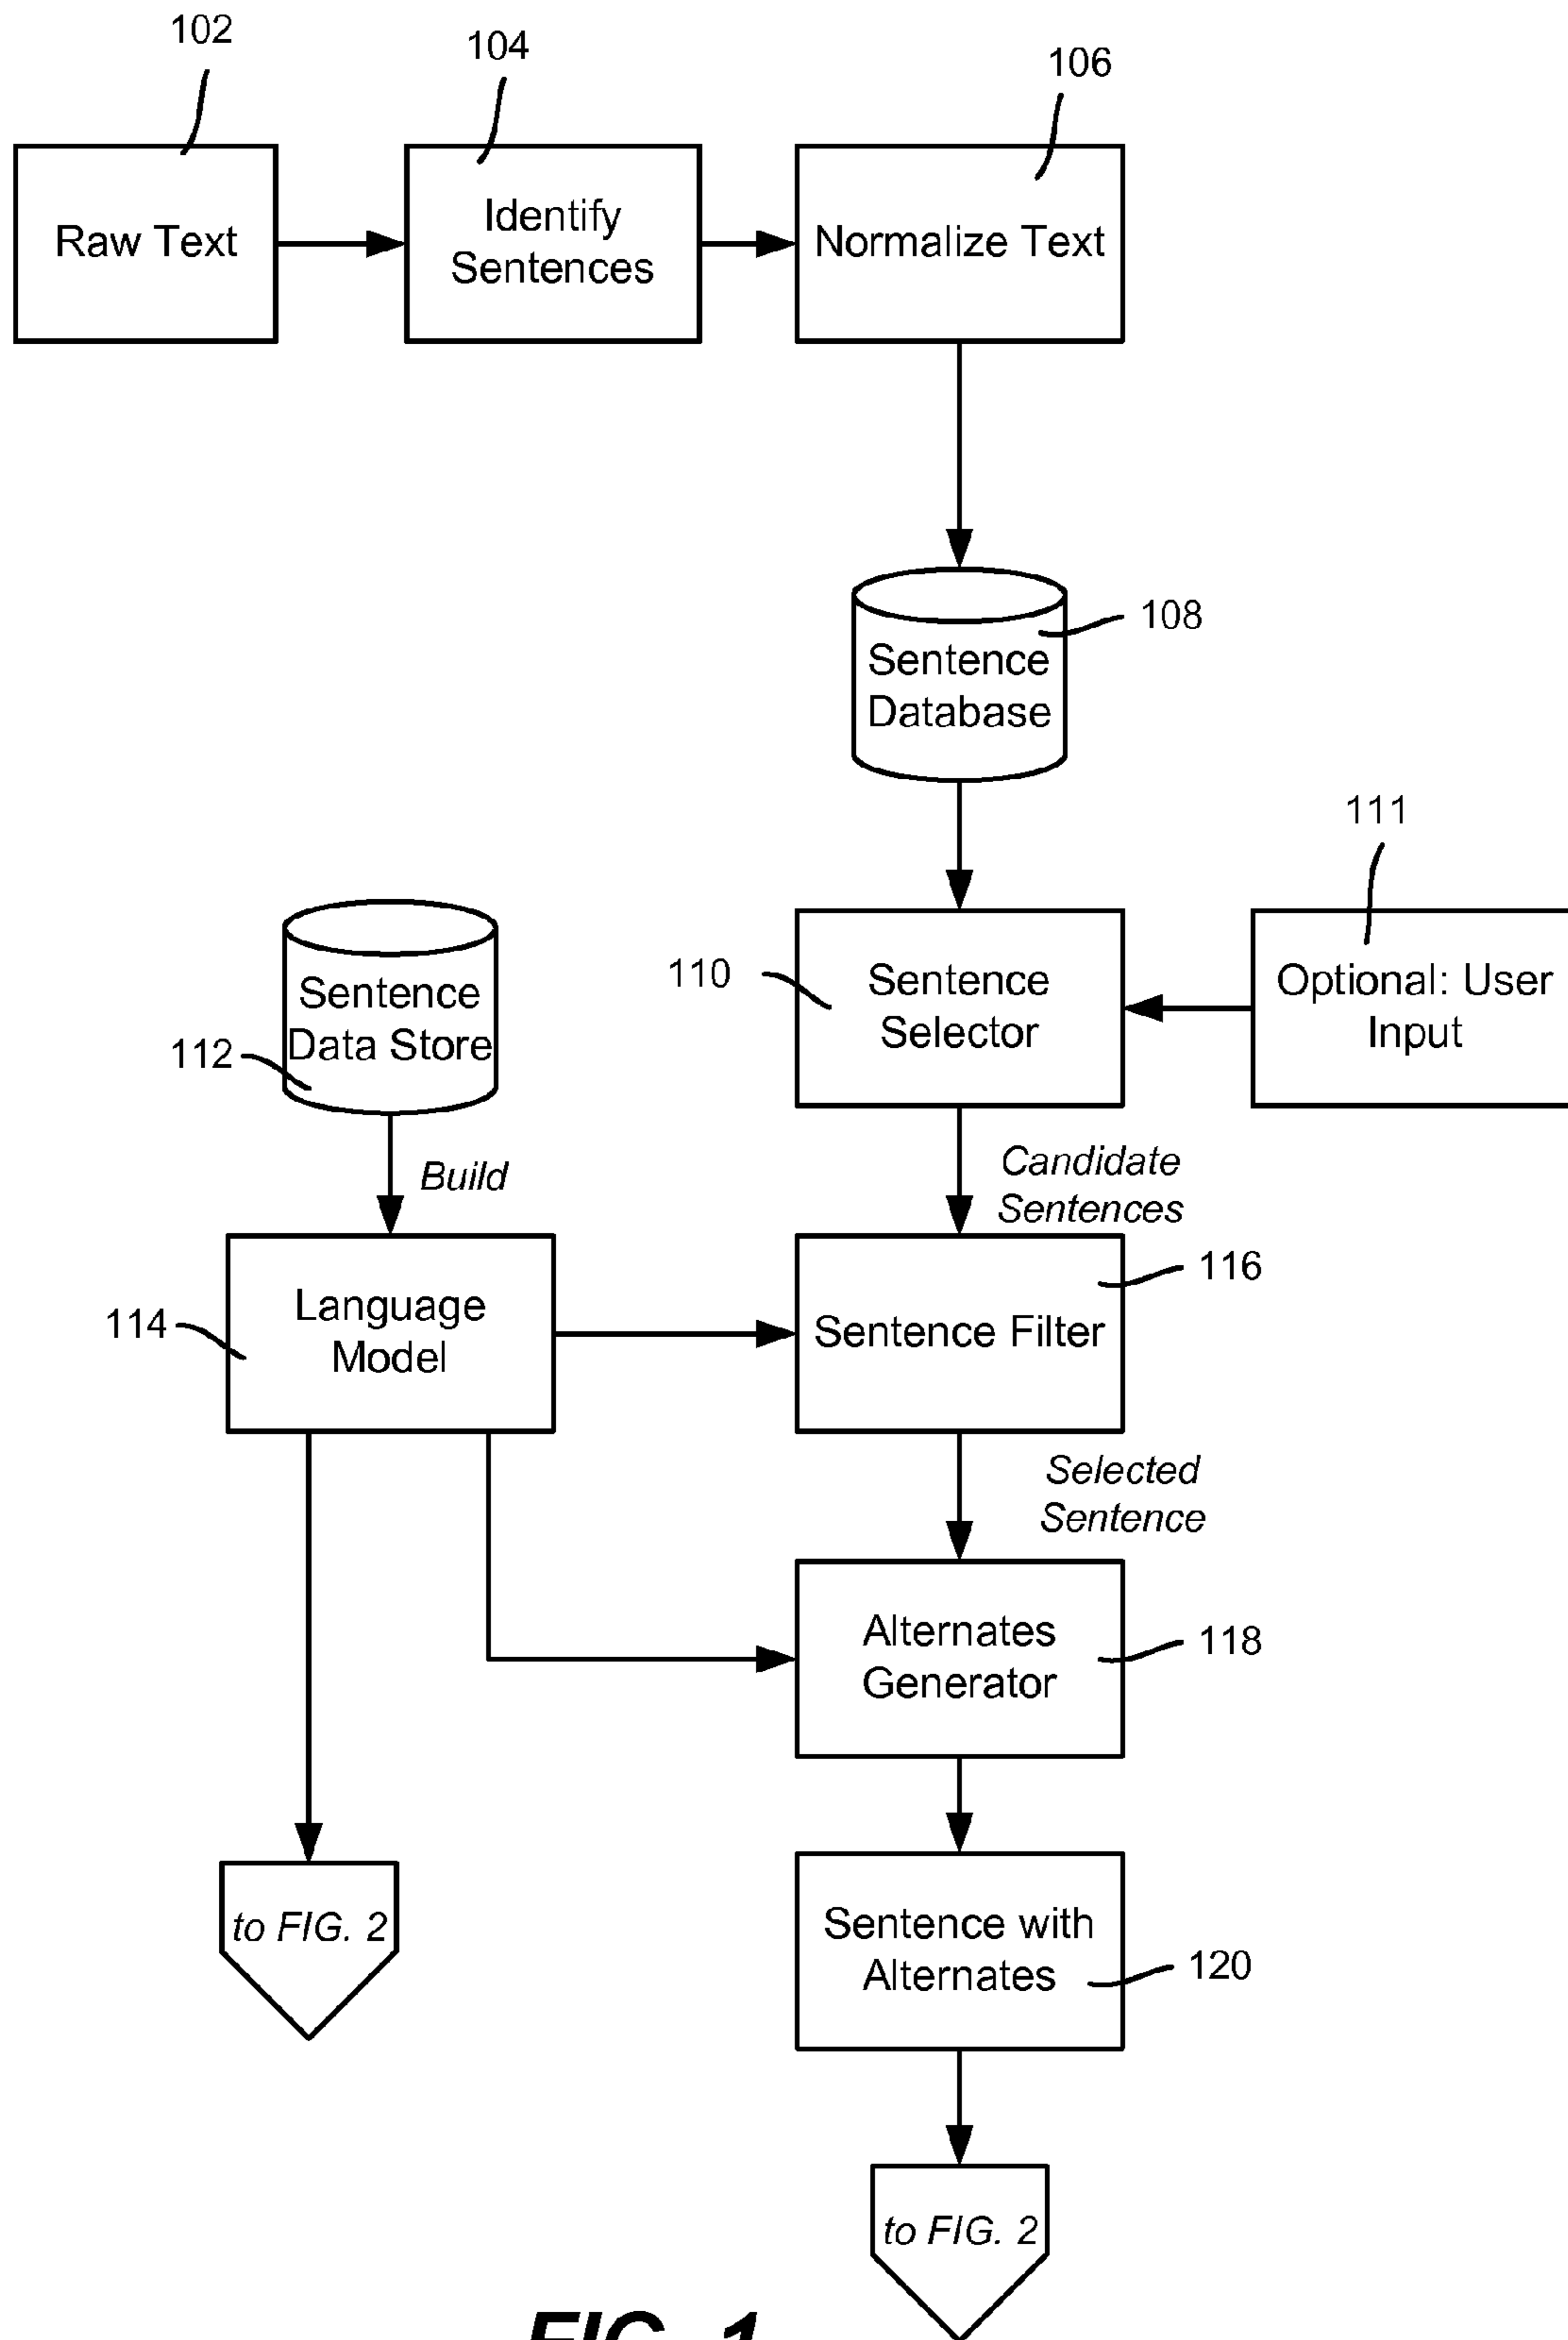 102
104
106
Raw Text
Identify
Sentences
Normalize Text
108
Sentence
Database
111
110
Sentence
Selector
Optional: User
Input
Sentence
Data Store
112
Build
Candidate
Sentences
114
Language
Model
Sentence Filter
116
Selected
Sentence
Alternates
Generator
118
to FIG. 2
Sentence with
Alternates
120
to FIG. 2
FIG. 1